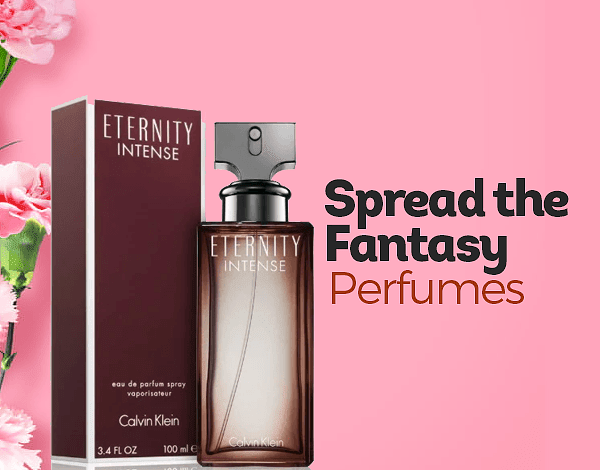 ETERNITY
INTENSE
eau de parfum spray
vaporisateur
Calvin Klein
3.4 FL OZ 100 ml e
ETERNITY
INTENSE
Calvin Klein
Spread the
Fantasy
Perfumes